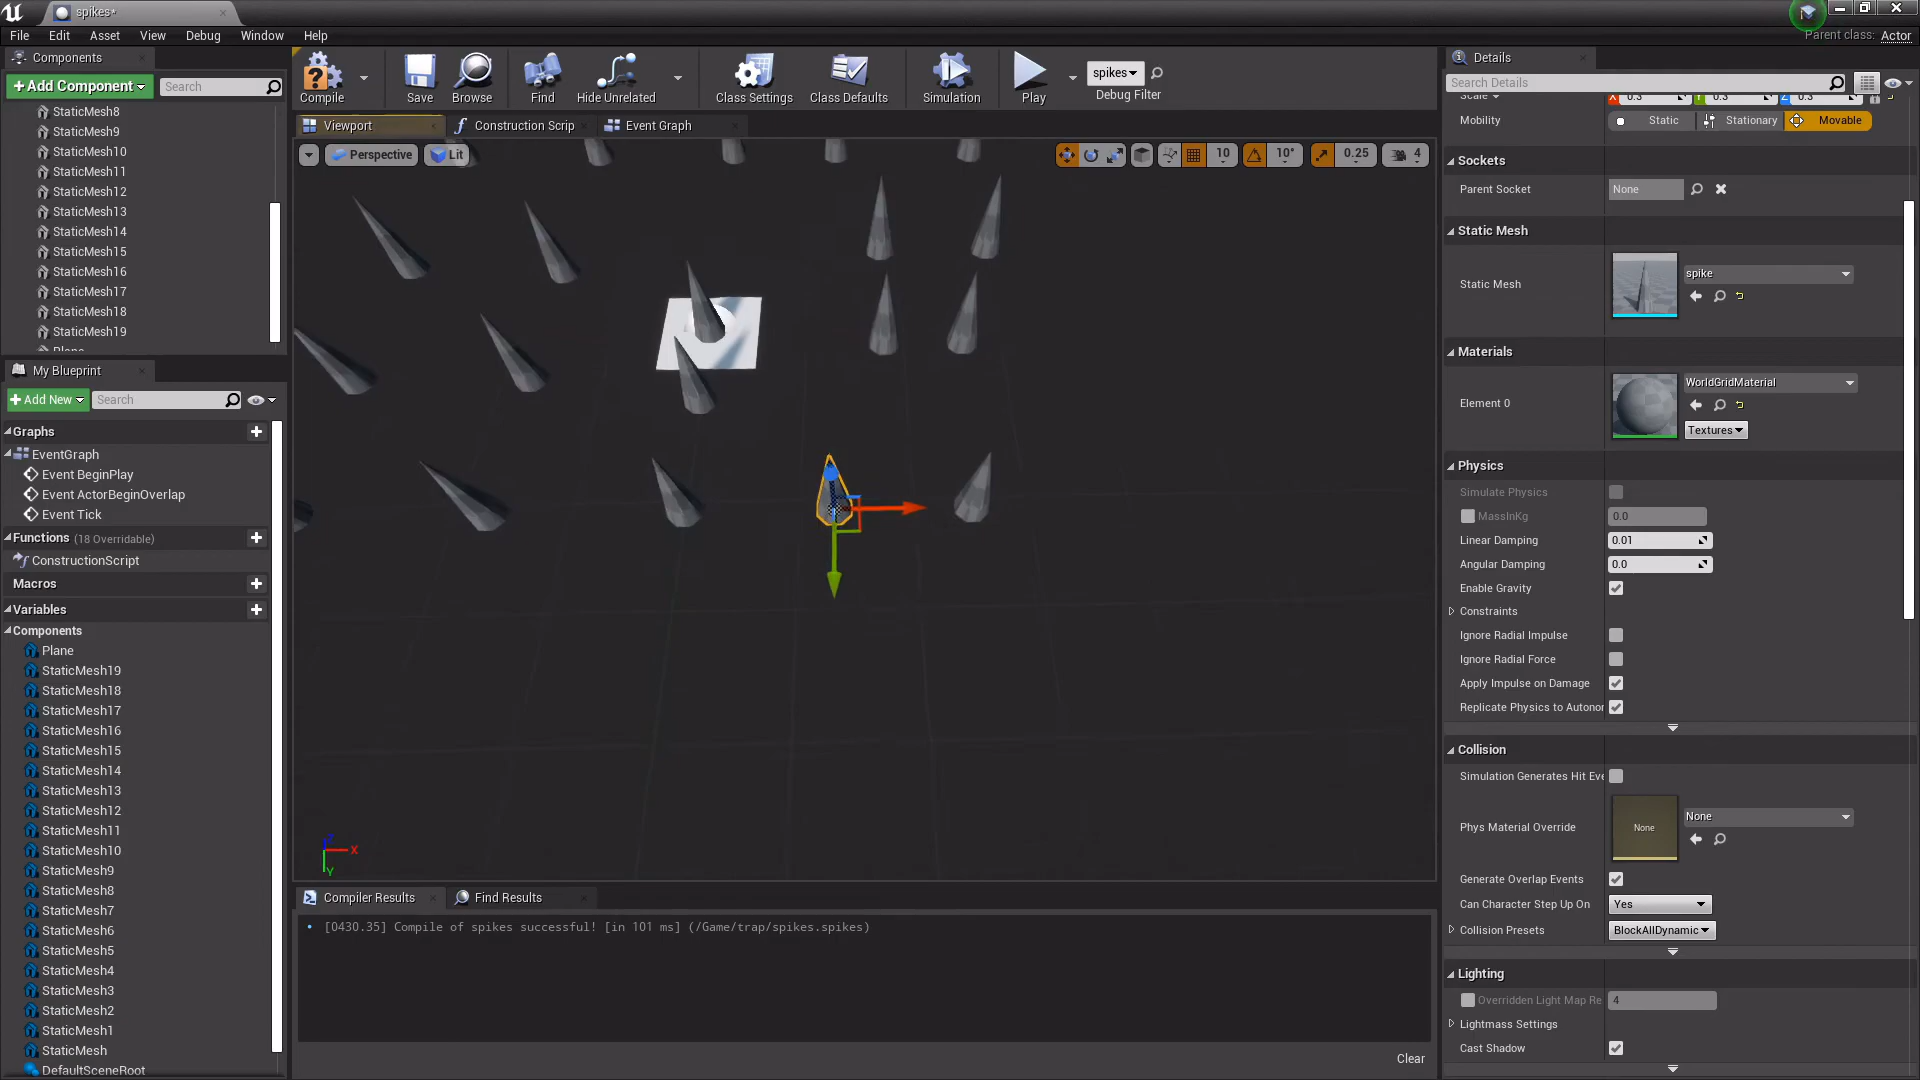 spikes*
File Edit Asset View Debug Window Help
Parent class: Actor
Components
Add Component
Search
StaticMesh8
StaticMesh9
StaticMesh10
StaticMesh11
StaticMesh12
StaticMesh13
StaticMesh14
StaticMesh15
StaticMesh16
StaticMesh17
StaticMesh18
StaticMesh19
Compile
Save
Browse
Find
Hide Unrelated
Class Settings
Class Defaults
Simulation
Play
spikes
Debug Filter
Viewport
Construction Scrip
Event Graph
Perspective
Lit
10
10°
0.25
4
X
Y
My Blueprint
Add New
Search
Graphs
EventGraph
Event BeginPlay
Event ActorBeginOverlap
Event Tick
Functions (18 Overridable)
ConstructionScript
Macros
Variables
Components
Plane
StaticMesh19
StaticMesh18
StaticMesh17
StaticMesh16
StaticMesh15
StaticMesh14
StaticMesh13
StaticMesh12
StaticMesh11
StaticMesh10
StaticMesh9
StaticMesh8
StaticMesh7
StaticMesh6
StaticMesh5
StaticMesh4
StaticMesh3
StaticMesh2
StaticMesh1
StaticMesh
DefaultSceneRoot
Compiler Results
Find Results
[0430.35] Compile of spikes successful! [in 101 ms] (/Game/trap/spikes.spikes)
Clear
Details
Search Details
Scale X 0.3 Y 0.3 Z 0.3
Mobility Static Stationary Movable
Sockets
Parent Socket None
Static Mesh
Static Mesh spike
Materials
Element 0 WorldGridMaterial
Textures
Physics
Simulate Physics
MassInKg 0.0
Linear Damping 0.01
Angular Damping 0.0
Enable Gravity
Constraints
Ignore Radial Impulse
Ignore Radial Force
Apply Impulse on Damage
Replicate Physics to Autonor
Collision
Simulation Generates Hit Eve
Phys Material Override None None
Generate Overlap Events
Can Character Step Up On Yes
Collision Presets BlockAllDynamic
Lighting
Overridden Light Map Re 4
Lightmass Settings
Cast Shadow